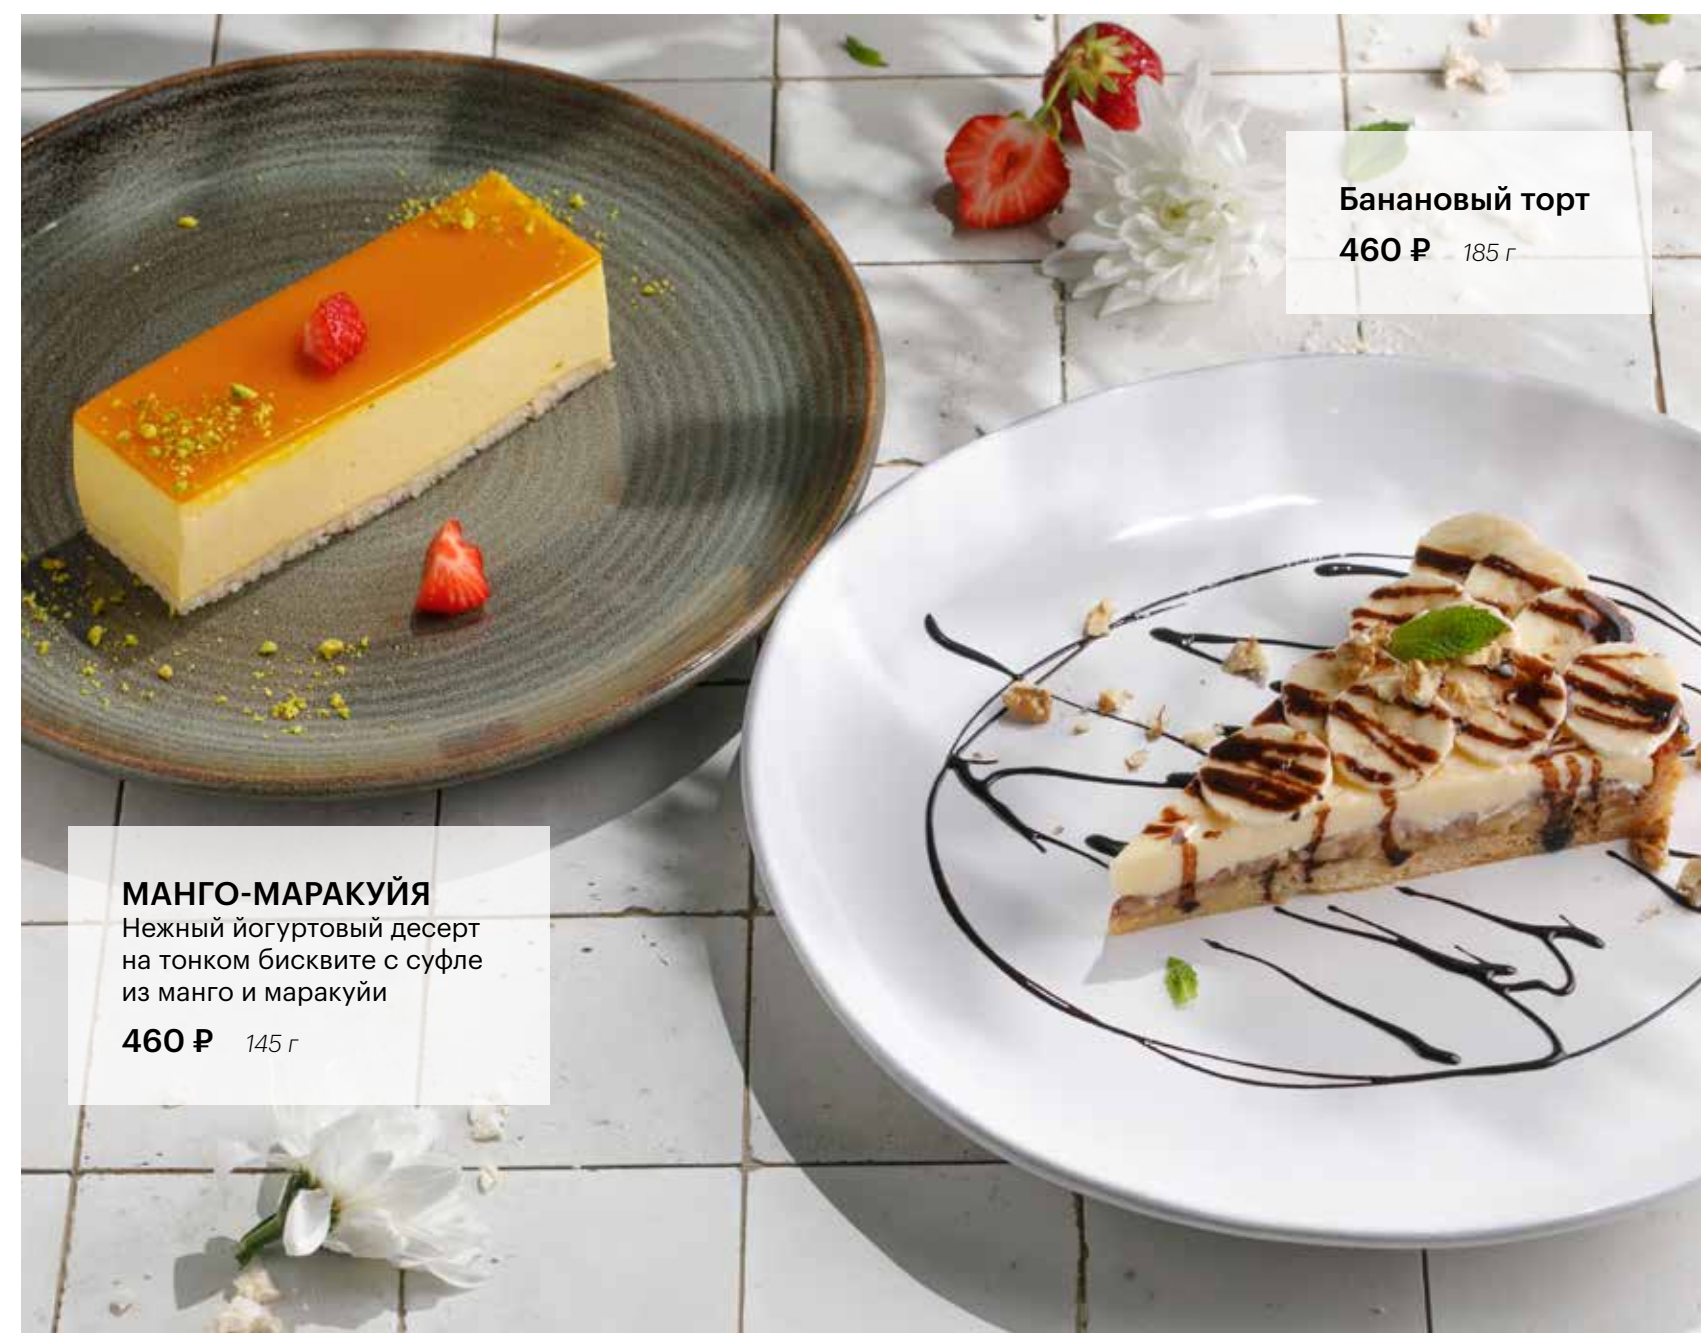 Банановый торт
460 ₽ 185 г
МАНГО-МАРАКУЙЯ
Нежный йогуртовый десерт
на тонком бисквите с суфле
из манго и маракуйи
460 ₽ 145 г